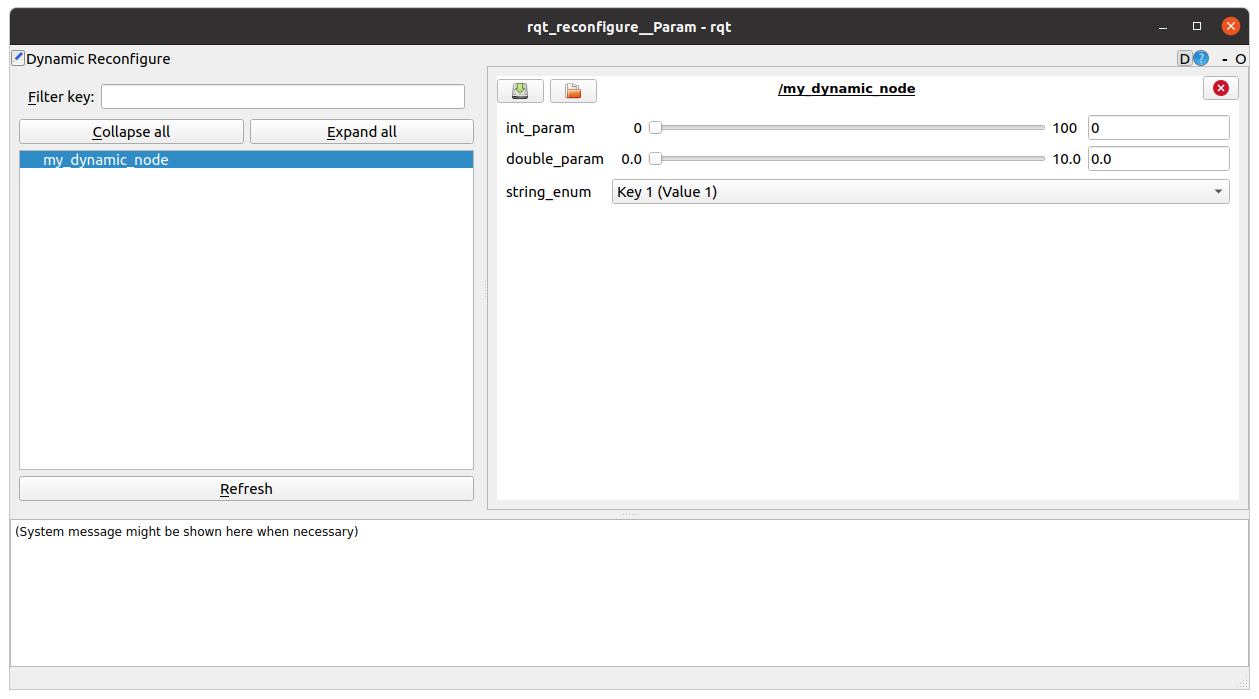 rqt_reconfigure__Param - rqt
Dynamic Reconfigure
D ? - O
Filter key:
Collapse all Expand all
my_dynamic_node
Refresh
/my_dynamic_node
int_param 0 100 0
double_param 0.0 10.0 0.0
string_enum Key 1 (Value 1)
(System message might be shown here when necessary)